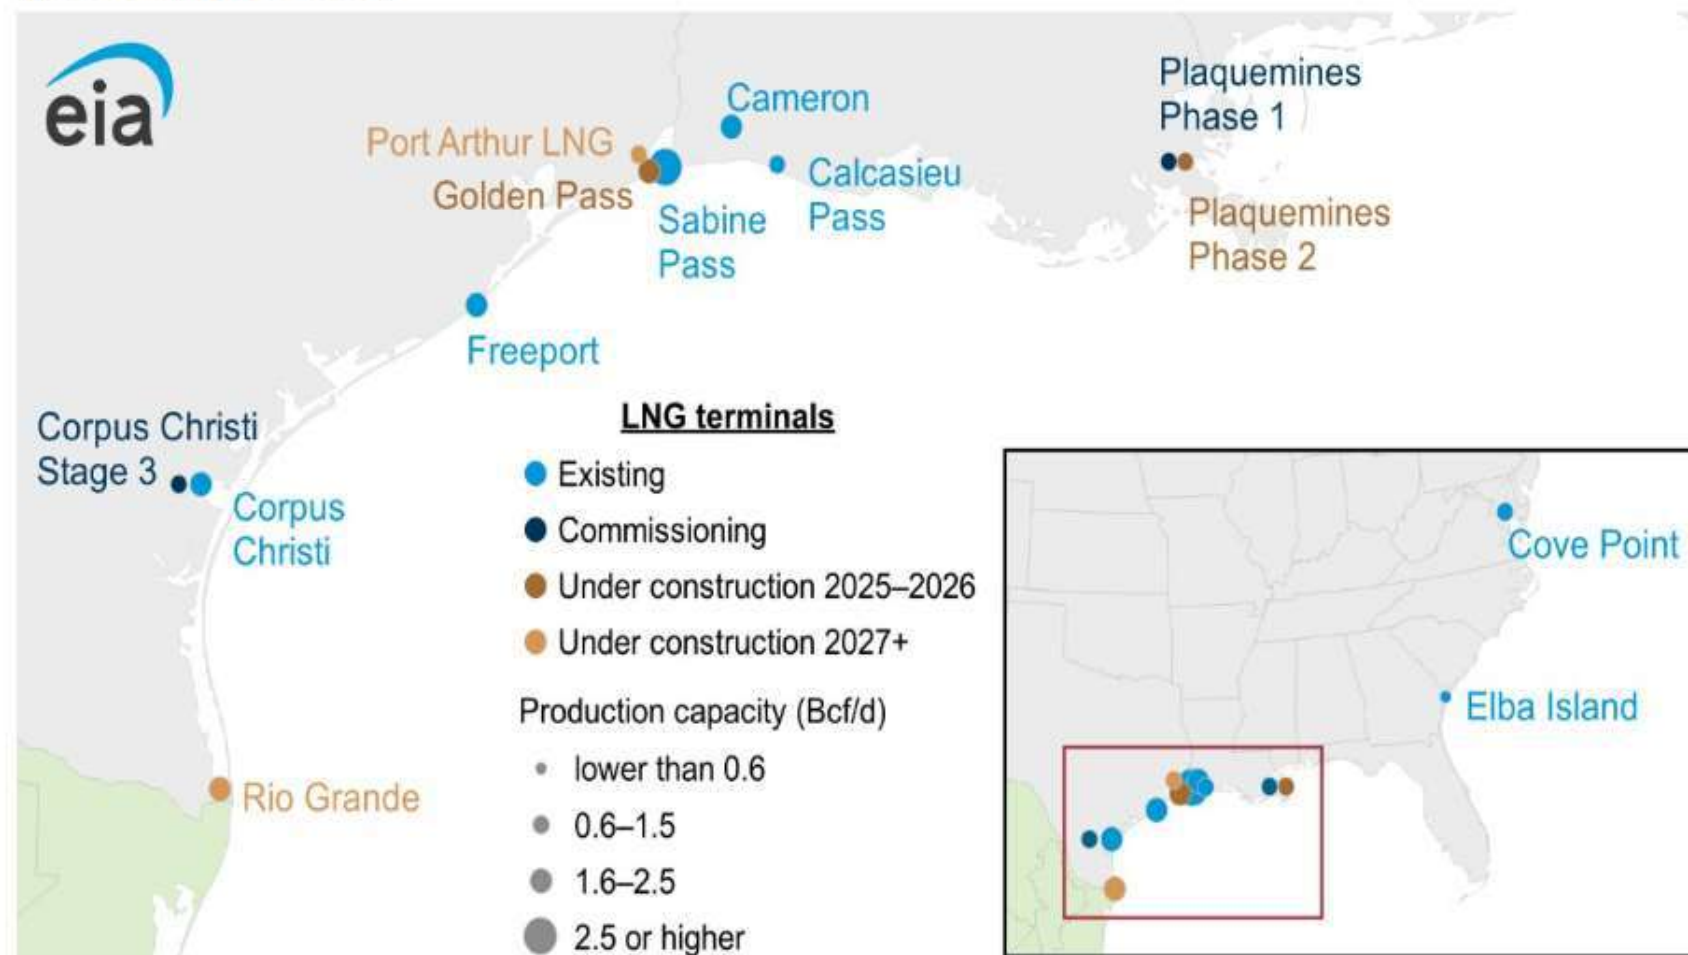 eia
Cameron
Port Arthur LNG
Golden Pass
Sabine
Pass
Calcasieu
Pass
Plaquemines
Phase 1
Plaquemines
Phase 2
Freeport
Corpus Christi
Stage 3
Corpus
Christi
Rio Grande
LNG terminals
Existing
Commissioning
Under construction 2025–2026
Under construction 2027+
Production capacity (Bcf/d)
lower than 0.6
0.6–1.5
1.6–2.5
2.5 or higher
Cove Point
Elba Island